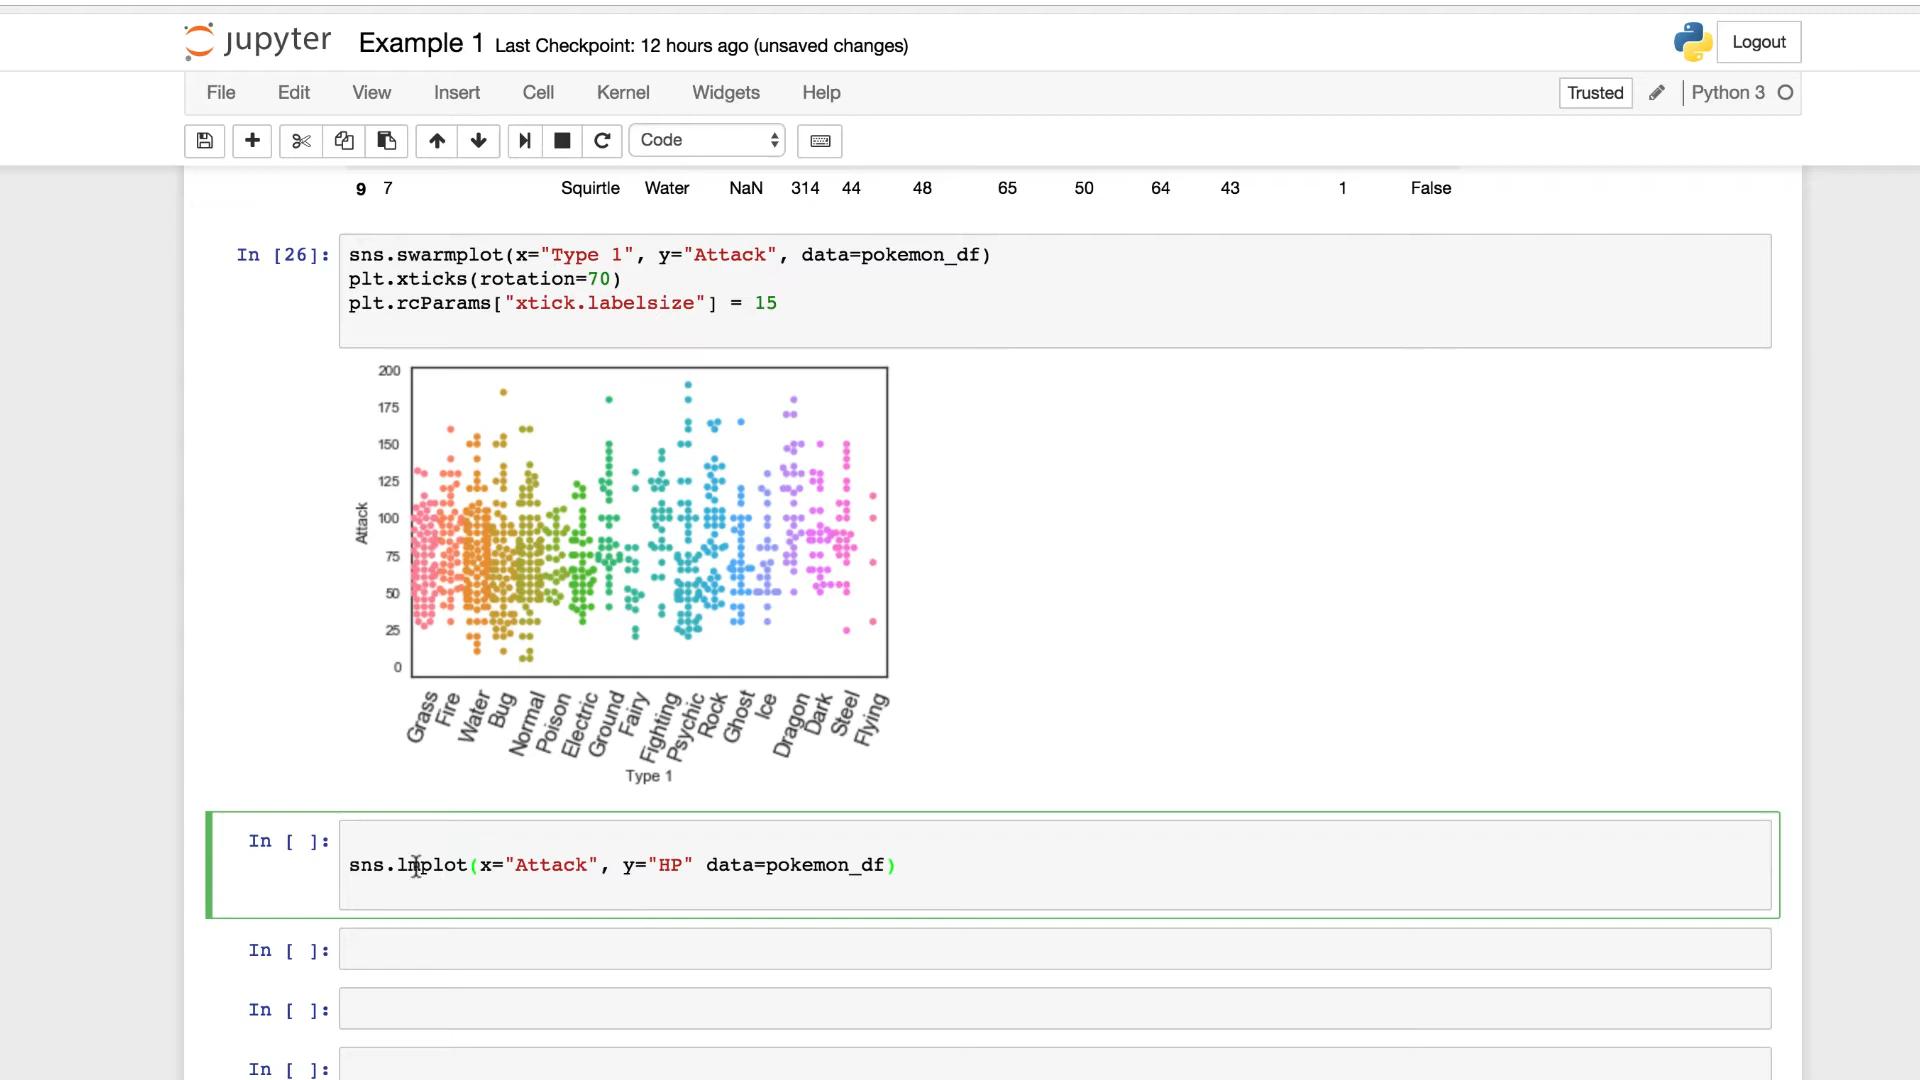 jupyter Example 1 Last Checkpoint: 12 hours ago (unsaved changes) Logout
File Edit View Insert Cell Kernel Widgets Help Trusted Python 3
Code
9 7 Squirtle Water NaN 314 44 48 65 50 64 43 1 False
In [26]: sns.swarmplot(x="Type 1", y="Attack", data=pokemon_df)
plt.xticks(rotation=70)
plt.rcParams["xtick.labelsize"] = 15
200
175
150
125
100
75
50
25
0
Attack
Grass Fire Water Bug Normal Poison Electric Ground Fairy Fighting Psychic Rock Ghost Ice Dragon Dark Steel Flying
Type 1
In [ ]:
sns.lmplot(x="Attack", y="HP" data=pokemon_df)
In [ ]:
In [ ]:
In [ ]: